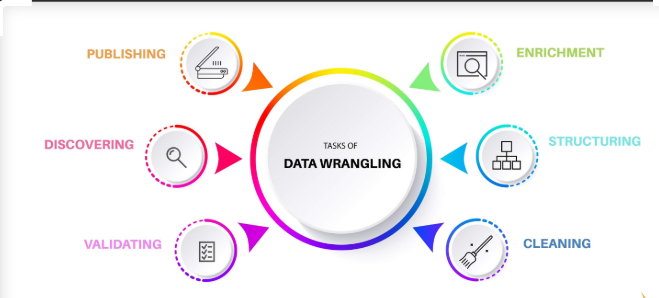 PUBLISHING
ENRICHMENT
DISCOVERING
TASKS OF
DATA WRANGLING
STRUCTURING
VALIDATING
CLEANING